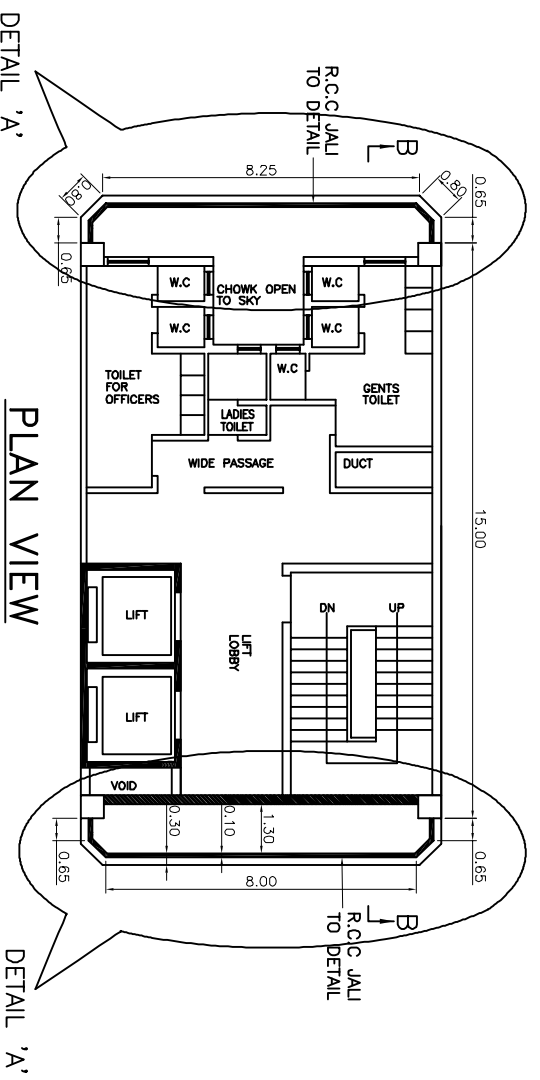 DETAIL 'A'
R.C.C JALI
TO DETAIL
B
8.25
0.80
0.65
0.80
0.65
W.C
CHOWK OPEN
TO SKY
W.C
W.C
W.C
W.C
TOILET
FOR
OFFICERS
LADIES
TOILET
GENTS
TOILET
WIDE PASSAGE
DUCT
15.00
PLAN VIEW
LIFT
LIFT
LOBBY
DN
UP
LIFT
VOID
0.30
0.10
1.30
0.65
8.00
0.65
R.C.C JALI
TO DETAIL
B
DETAIL 'A'